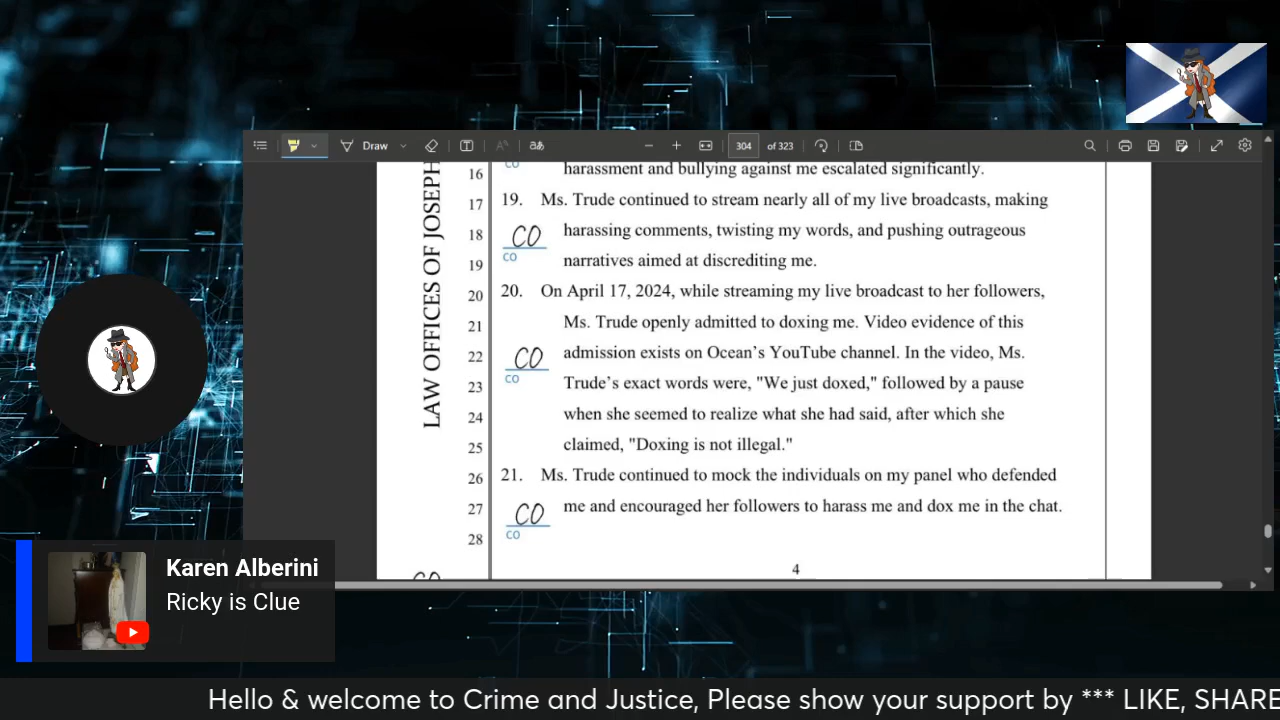 Draw
304 of 323
LAW OFFICES OF JOSEPH
16 harassment and bullying against me escalated significantly.
CO
17 19. Ms. Trude continued to stream nearly all of my live broadcasts, making
18 CO harassing comments, twisting my words, and pushing outrageous
19 CO narratives aimed at discrediting me.
20 20. On April 17, 2024, while streaming my live broadcast to her followers,
21 Ms. Trude openly admitted to doxing me. Video evidence of this
22 CO admission exists on Ocean’s YouTube channel. In the video, Ms.
23 CO Trude’s exact words were, "We just doxed," followed by a pause
24 when she seemed to realize what she had said, after which she
25 claimed, "Doxing is not illegal."
26 21. Ms. Trude continued to mock the individuals on my panel who defended
27 CO me and encouraged her followers to harass me and dox me in the chat.
28 CO
4
CO
Karen Alberini
Ricky is Clue
Hello & welcome to Crime and Justice, Please show your support by *** LIKE, SHARE